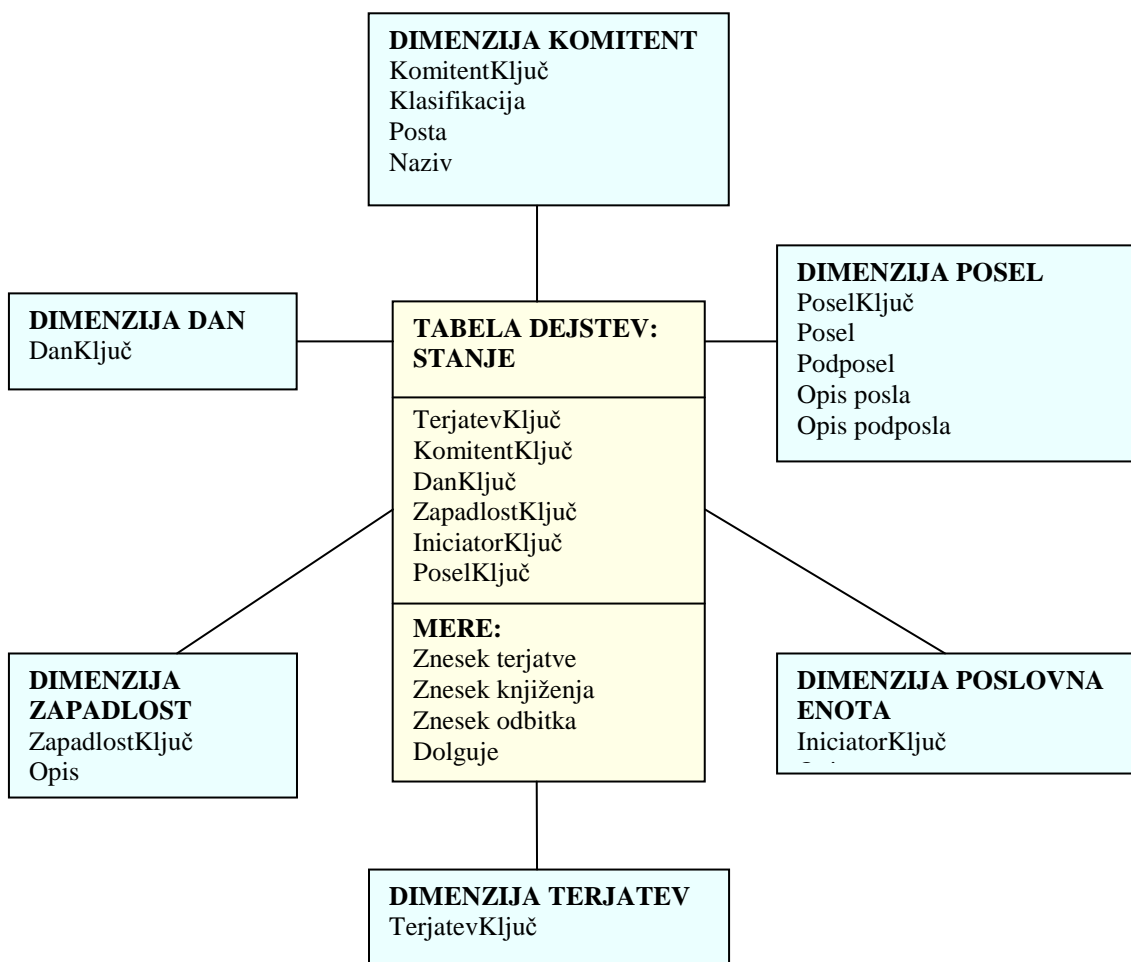 DIMENZIJA KOMITENT
KomitentKljuč
Klasifikacija
Posta
Naziv
DIMENZIJA DAN
DanKljuč
TABELA DEJSTEV:
STANJE
TerjatevKljuč
KomitentKljuč
DanKljuč
ZapadlostKljuč
IniciatorKljuč
PoselKljuč
MERE:
Znesek terjatve
Znesek knjiženja
Znesek odbitka
Dolguje
DIMENZIJA POSEL
PoselKljuč
Posel
Podposel
Opis posla
Opis podposla
DIMENZIJA
ZAPADLOST
ZapadlostKljuč
Opis
DIMENZIJA POSLOVNA
ENOTA
IniciatorKljuč
DIMENZIJA TERJATEV
TerjatevKljuč